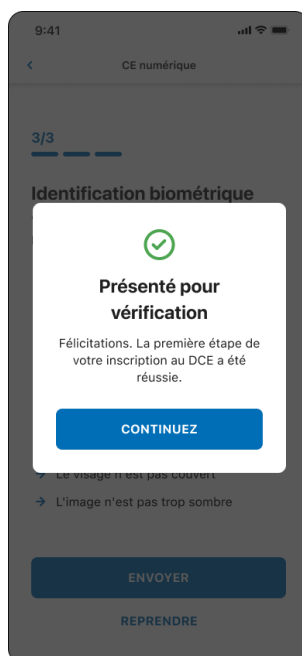 9:41
CE numérique
3/3
Identification biométrique
Présenté pour
vérification
Félicitations. La première étape de
votre inscription au DCE a été
réussie.
CONTINUEZ
Le visage n'est pas couvert
L'image n'est pas trop sombre
ENVOYER
REPRENDRE